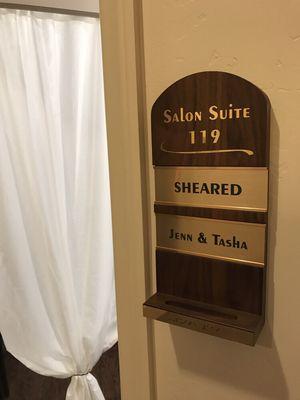 Salon Suite
119
SHEARED
Jenn & Tasha